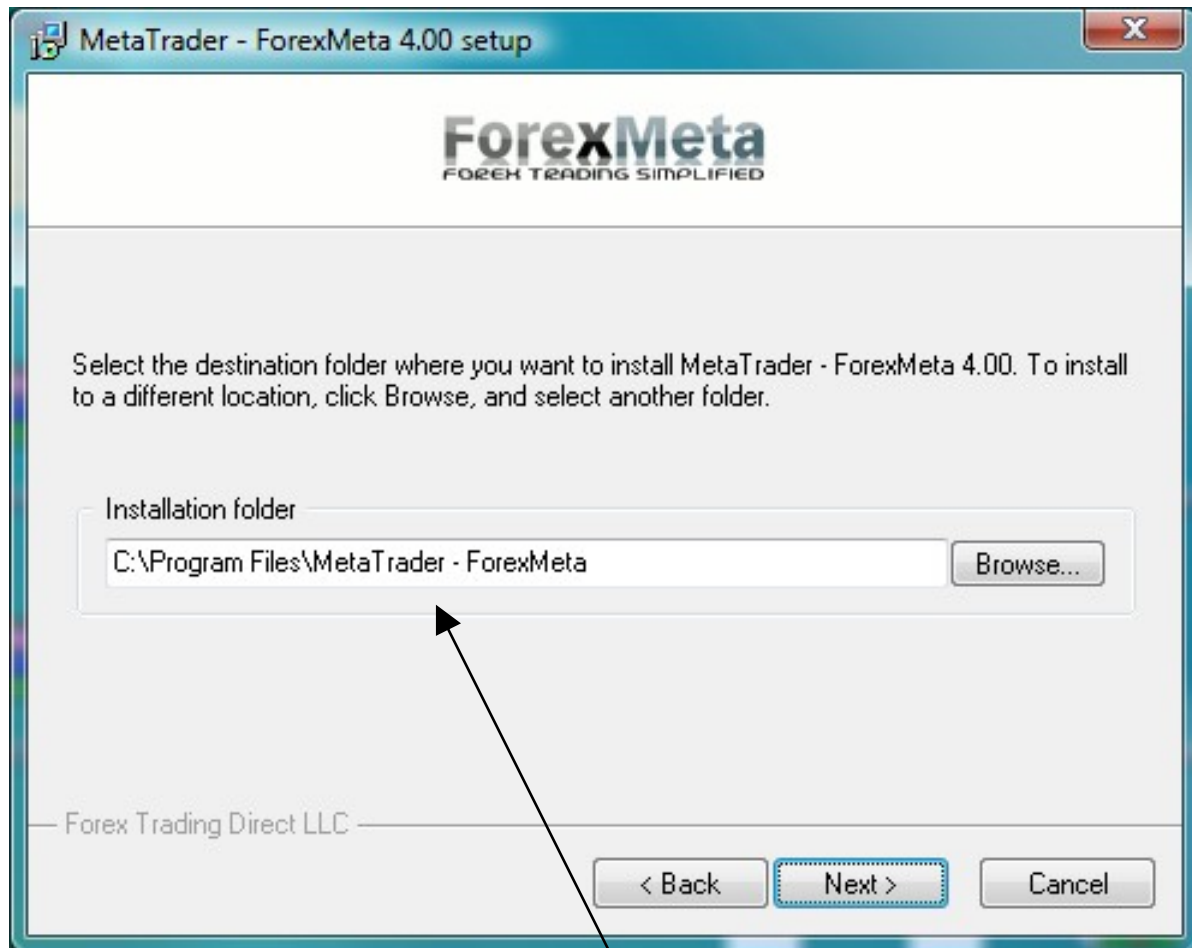 MetaTrader - ForexMeta 4.00 setup
ForexMeta
FOREX TRADING SIMPLIFIED
Select the destination folder where you want to install MetaTrader - ForexMeta 4.00. To install
to a different location, click Browse, and select another folder.
Installation folder
C:\Program Files\MetaTrader - ForexMeta
Browse...
Forex Trading Direct LLC
< Back
Next >
Cancel